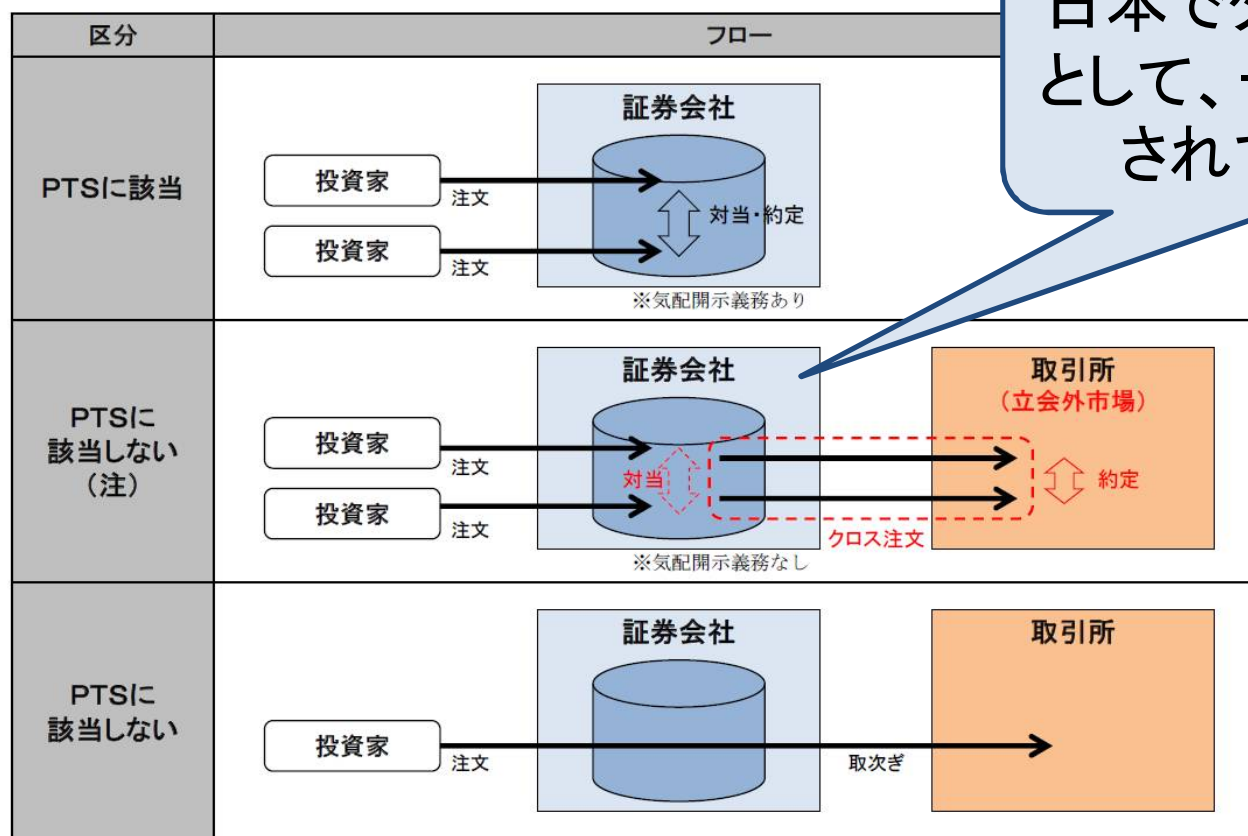 区分
フロー
日本で
として、
され
PTSに該当
証券会社
投資家
注文
対当・約定
投資家
注文
※気配開示義務あり
PTSに
該当しない
（注）
証券会社
取引所
（立会外市場）
投資家
注文
対当
約定
投資家
注文
クロス注文
※気配開示義務なし
PTSに
該当しない
証券会社
取引所
投資家
注文
取次ぎ